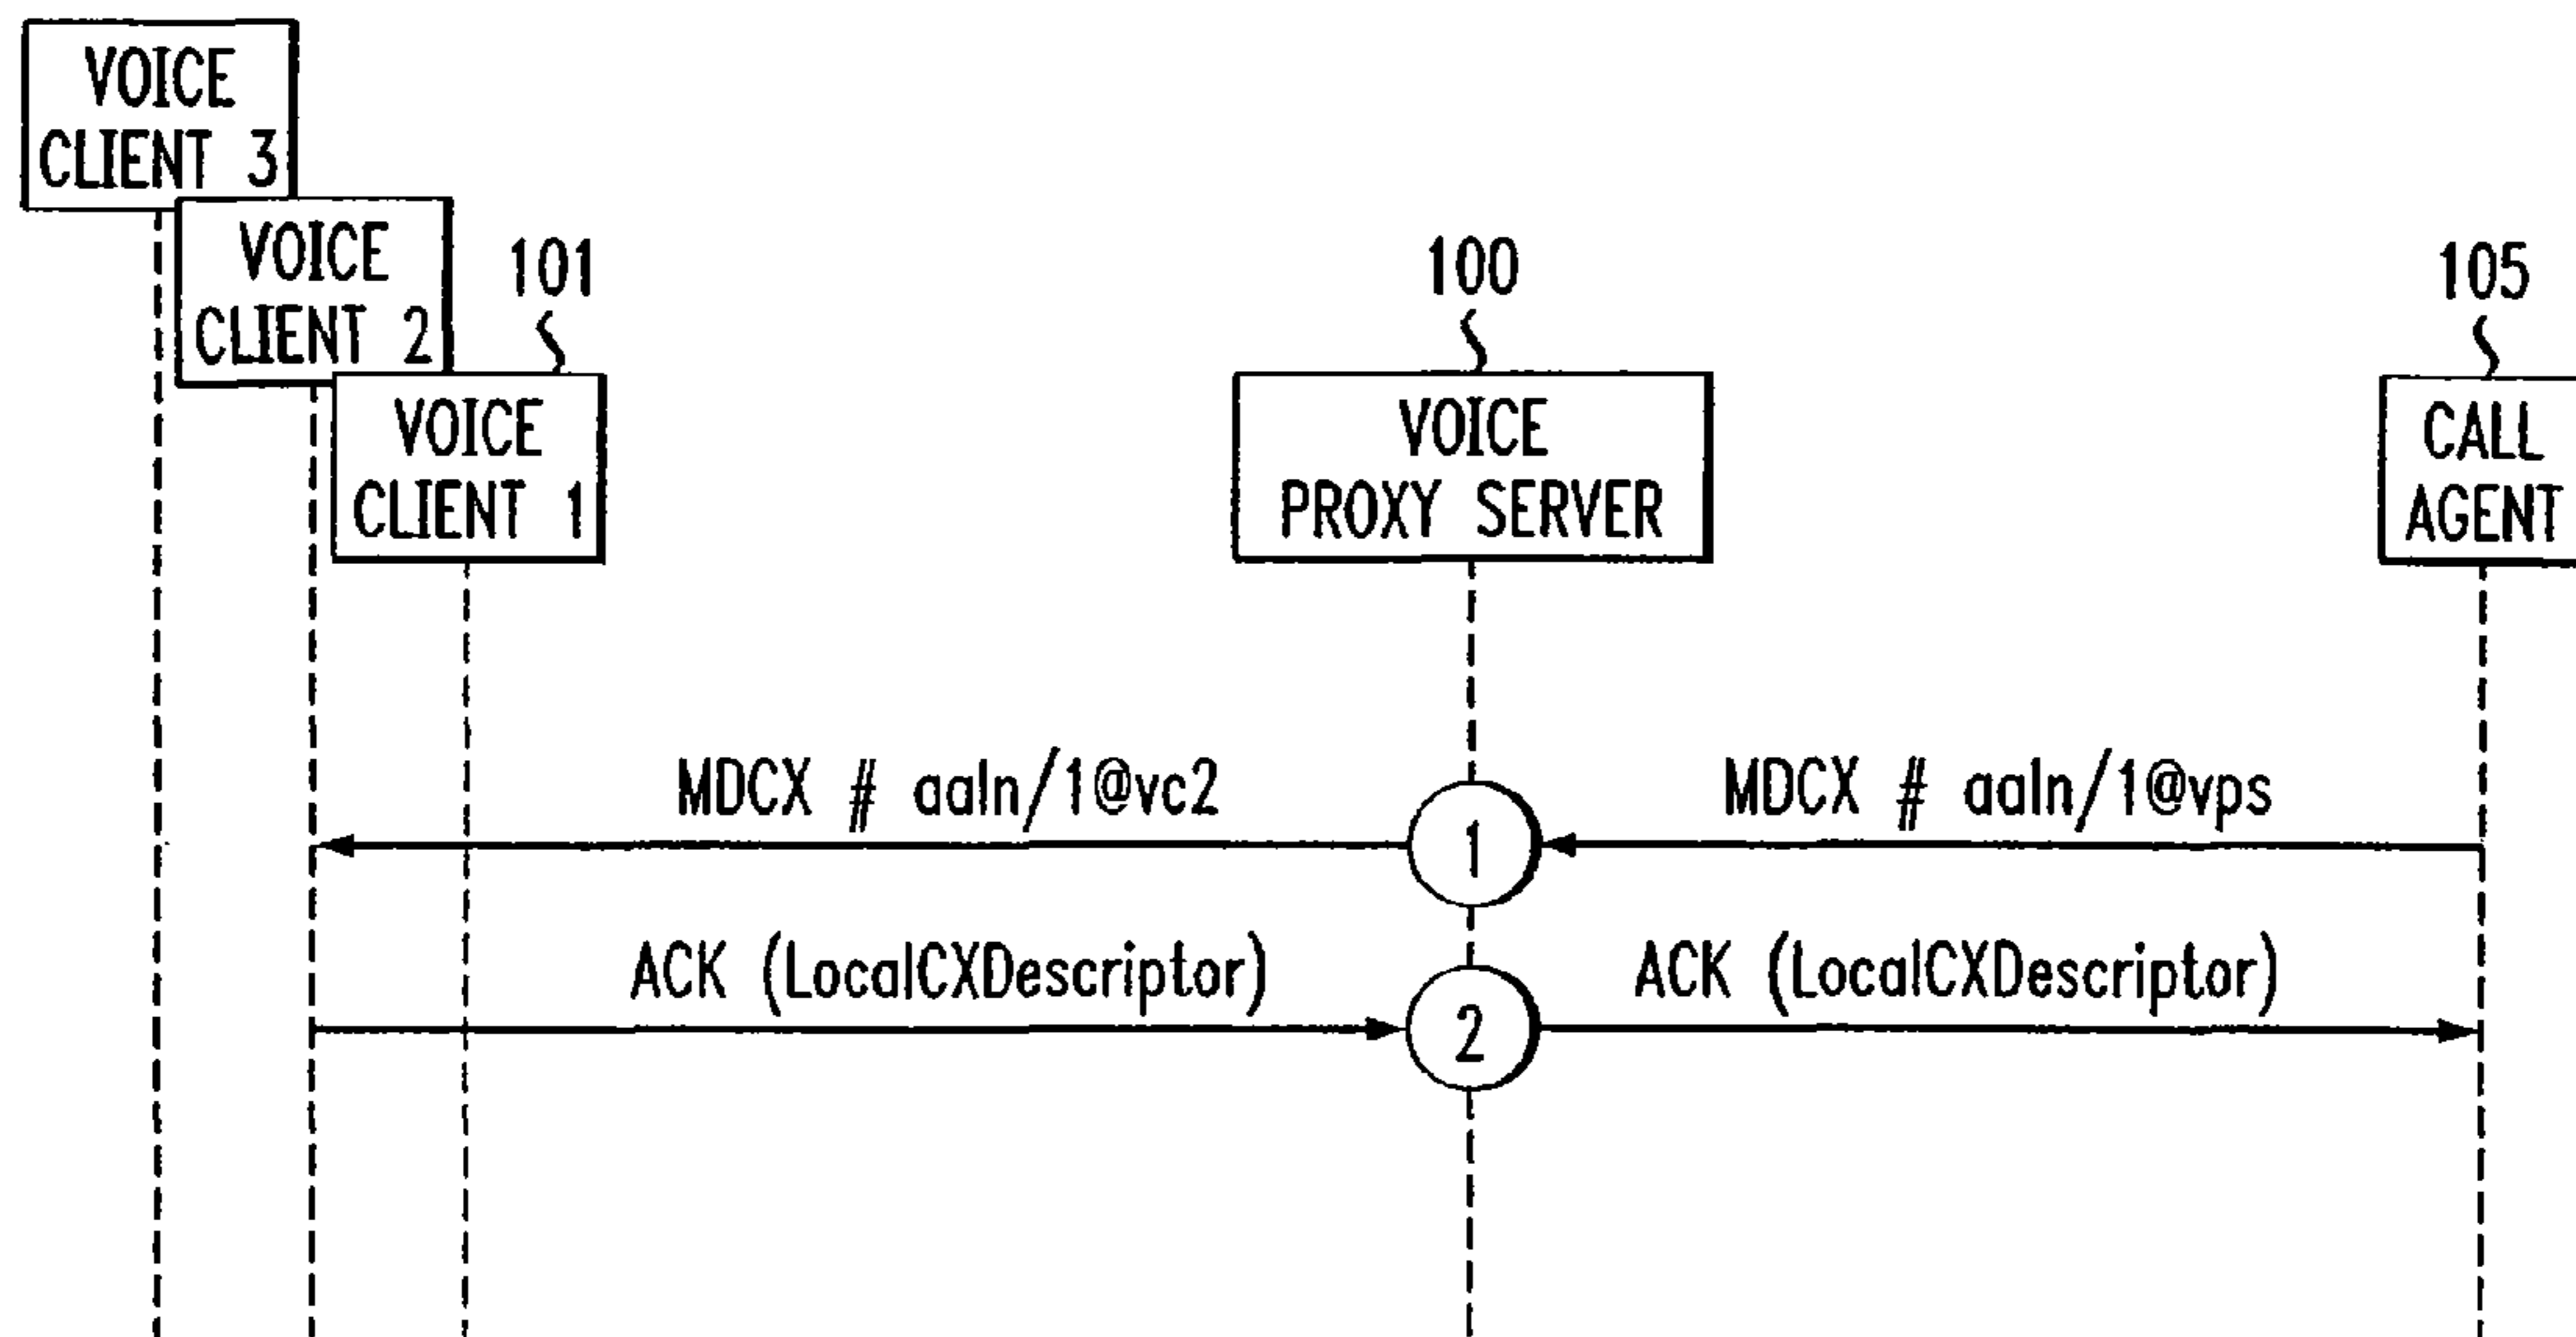 VOICE
CLIENT 3
VOICE
CLIENT 2
101
VOICE
CLIENT 1
100
VOICE
PROXY SERVER
105
CALL
AGENT
MDCX # aaln/1@vc2
MDCX # aaln/1@vps
1
ACK (LocalCXDescriptor)
ACK (LocalCXDescriptor)
2